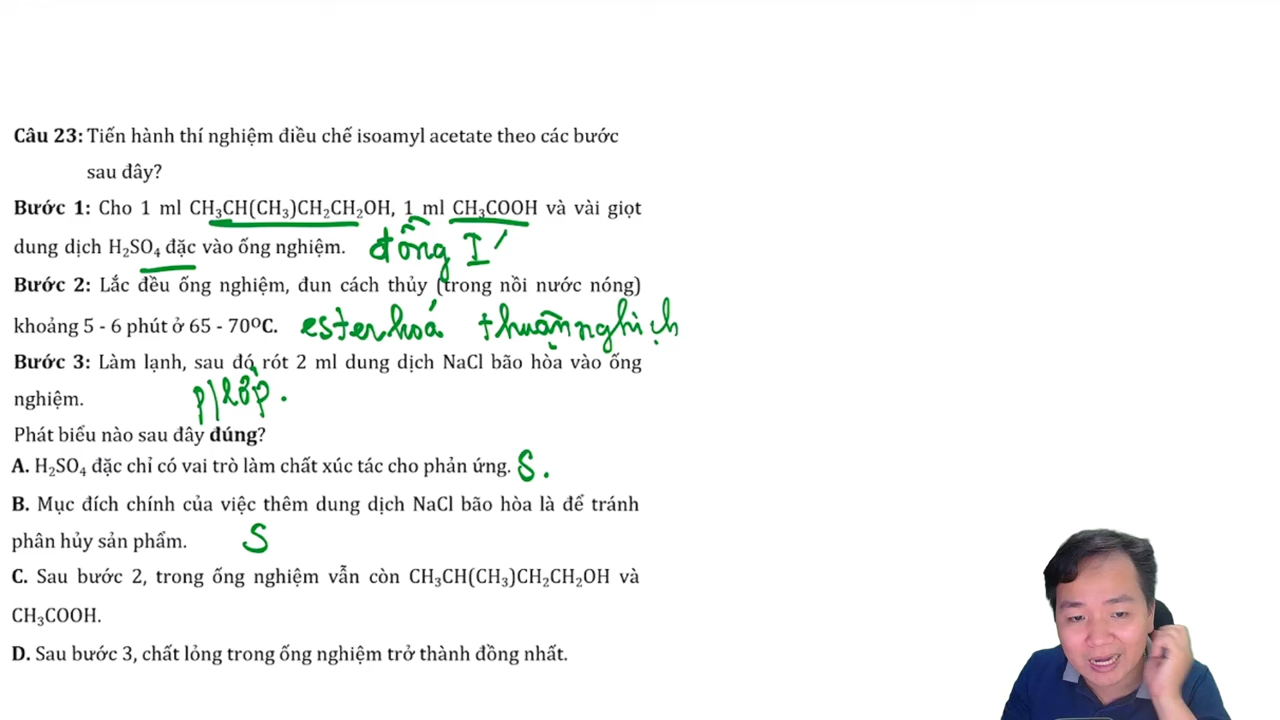 Câu 23: Tiến hành thí nghiệm điều chế isoamyl acetate theo các bước
sau đây?
Bước 1: Cho 1 ml CH₃CH(CH₃)CH₂CH₂OH, 1 ml CH₃COOH và vài giọt
dung dịch H₂SO₄ đặc vào ống nghiệm. đồng I
Bước 2: Lắc đều ống nghiệm, đun cách thủy (trong nồi nước nóng)
khoảng 5 - 6 phút ở 65 - 70ºC. ester hoá thuận nghịch
Bước 3: Làm lạnh, sau đó rót 2 ml dung dịch NaCl bão hòa vào ống
nghiệm. p/lớp.
Phát biểu nào sau đây đúng?
A. H₂SO₄ đặc chỉ có vai trò làm chất xúc tác cho phản ứng. S.
B. Mục đích chính của việc thêm dung dịch NaCl bão hòa là để tránh
phân hủy sản phẩm. S
C. Sau bước 2, trong ống nghiệm vẫn còn CH₃CH(CH₃)CH₂CH₂OH và
CH₃COOH.
D. Sau bước 3, chất lỏng trong ống nghiệm trở thành đồng nhất.